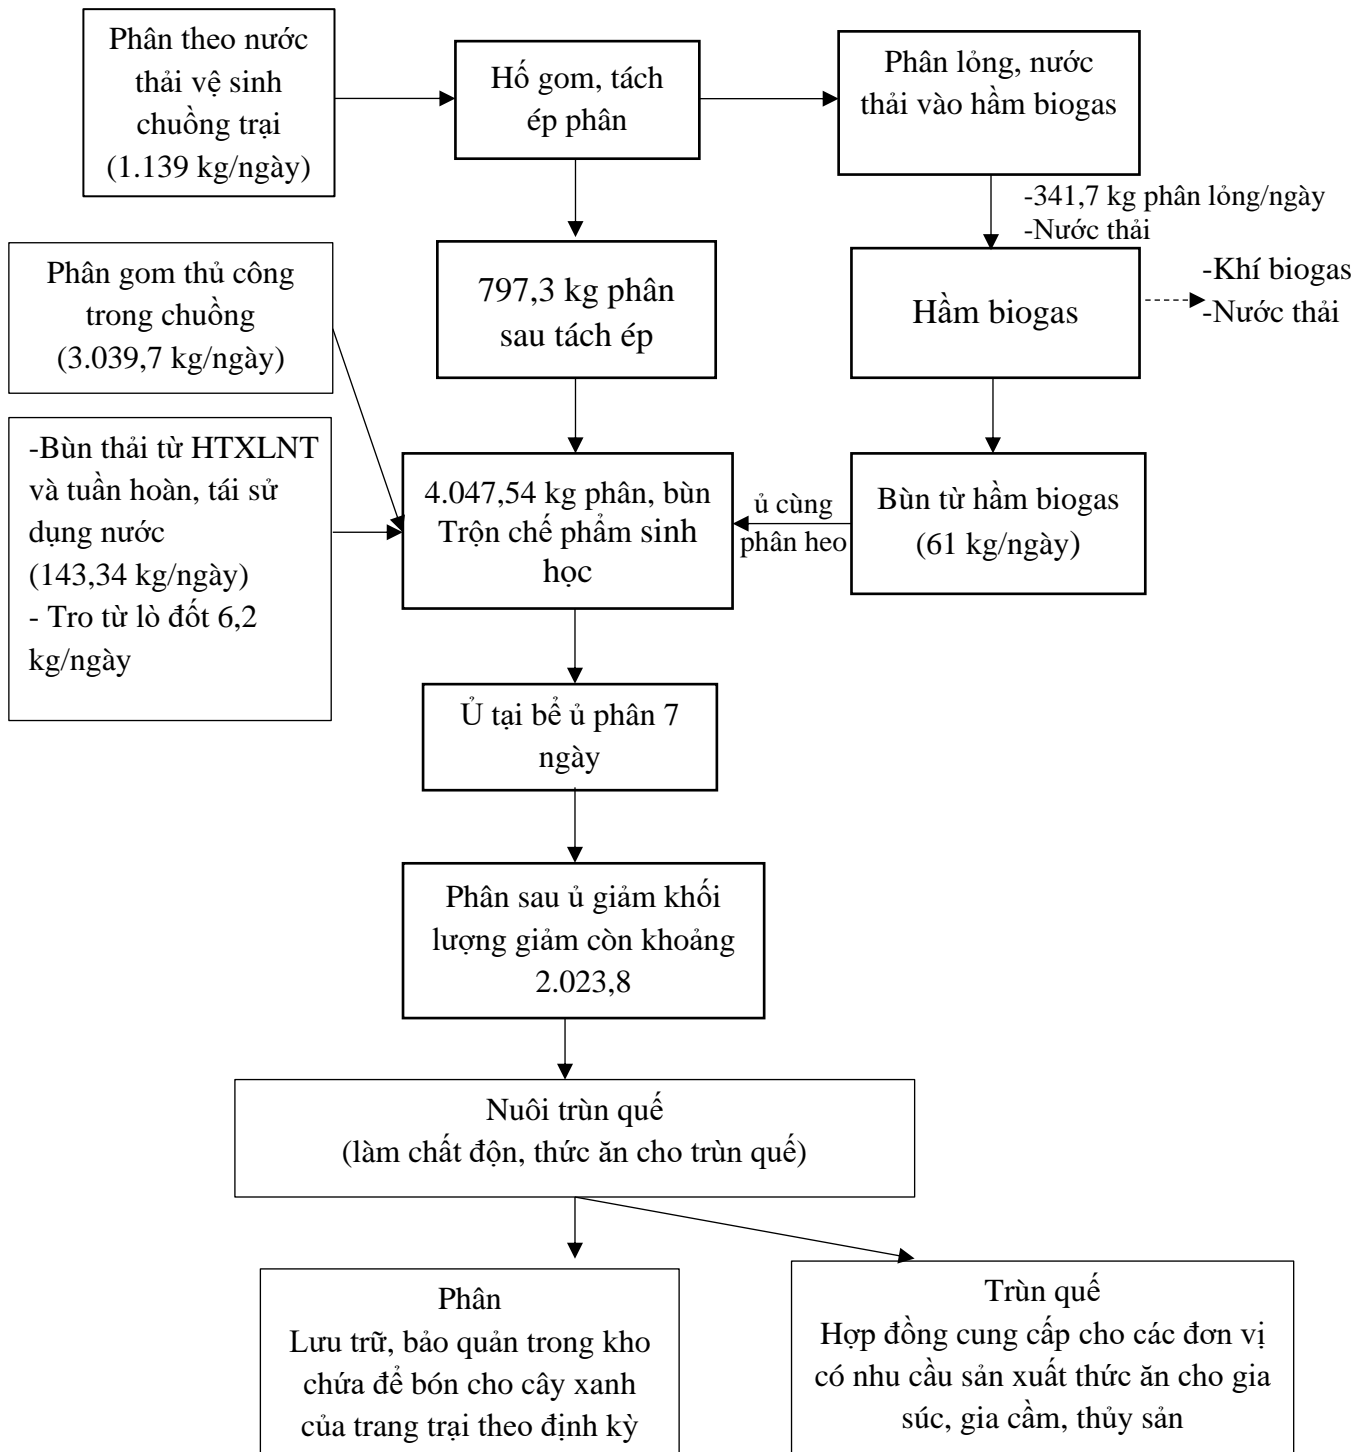 Phân theo nước
thải vệ sinh
chuồng trại
(1.139 kg/ngày)
Hố gom, tách
ép phân
Phân lỏng, nước
thải vào hầm biogas
-341,7 kg phân lỏng/ngày
-Nước thải
Phân gom thủ công
trong chuồng
(3.039,7 kg/ngày)
797,3 kg phân
sau tách ép
Hầm biogas
-Khí biogas
-Nước thải
-Bùn thải từ HTXLNT
và tuần hoàn, tái sử
dụng nước
(143,34 kg/ngày)
- Tro từ lò đốt 6,2
kg/ngày
4.047,54 kg phân, bùn
Trộn chế phẩm sinh
học
ủ cùng
phân heo
Bùn từ hầm biogas
(61 kg/ngày)
Ủ tại bể ủ phân 7
ngày
Phân sau ủ giảm khối
lượng giảm còn khoảng
2.023,8
Nuôi trùn quế
(làm chất độn, thức ăn cho trùn quế)
Phân
Lưu trữ, bảo quản trong kho
chứa để bón cho cây xanh
của trang trại theo định kỳ
Trùn quế
Hợp đồng cung cấp cho các đơn vị
có nhu cầu sản xuất thức ăn cho gia
súc, gia cầm, thủy sản